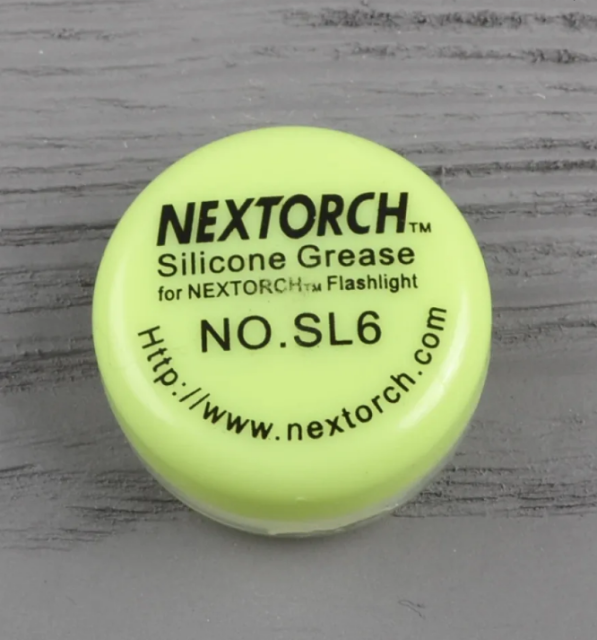 NEXTORCH™
Silicone Grease
for NEXTORCH™ Flashlight
NO.SL6
Http://www.nextorch.com